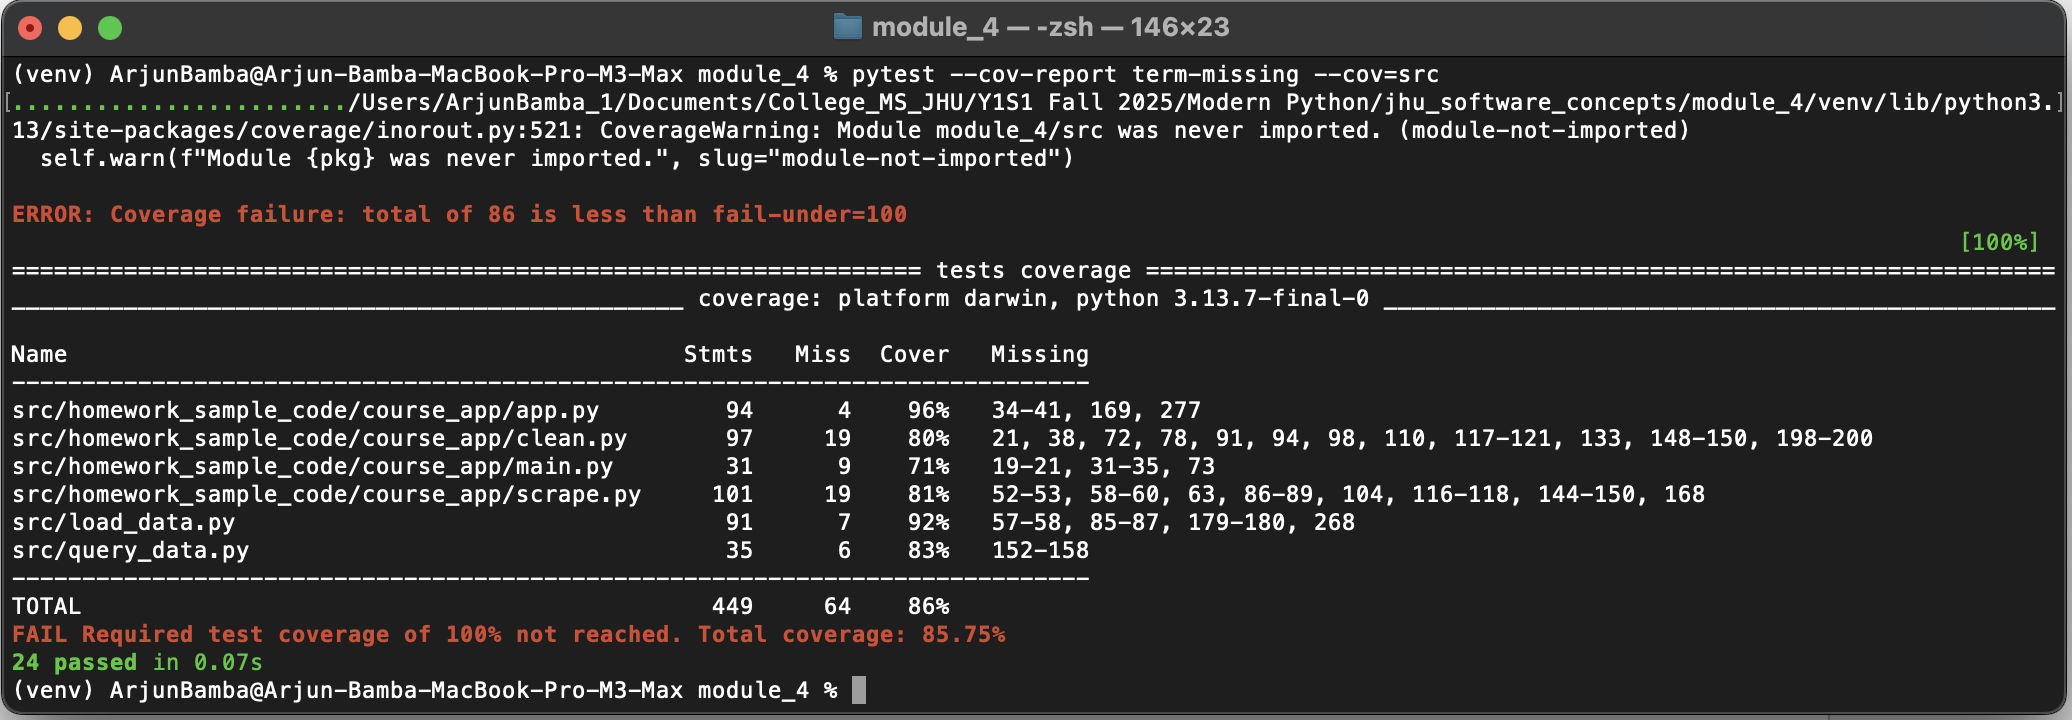 module_4 — -zsh — 146×23
(venv) ArjunBamba@Arjun-Bamba-MacBook-Pro-M3-Max module_4 % pytest --cov-report term-missing --cov=src
[......................../Users/ArjunBamba_1/Documents/College_MS_JHU/Y1S1 Fall 2025/Modern Python/jhu_software_concepts/module_4/venv/lib/python3.]
13/site-packages/coverage/inorout.py:521: CoverageWarning: Module module_4/src was never imported. (module-not-imported)
  self.warn(f"Module {pkg} was never imported.", slug="module-not-imported")
ERROR: Coverage failure: total of 86 is less than fail-under=100
[100%]
================================================================= tests coverage =================================================================
________________________________________________ coverage: platform darwin, python 3.13.7-final-0 ________________________________________________
Name                                            Stmts   Miss  Cover   Missing
-----------------------------------------------------------------------------
src/homework_sample_code/course_app/app.py         94      4    96%   34-41, 169, 277
src/homework_sample_code/course_app/clean.py       97     19    80%   21, 38, 72, 78, 91, 94, 98, 110, 117-121, 133, 148-150, 198-200
src/homework_sample_code/course_app/main.py        31      9    71%   19-21, 31-35, 73
src/homework_sample_code/course_app/scrape.py     101     19    81%   52-53, 58-60, 63, 86-89, 104, 116-118, 144-150, 168
src/load_data.py                                   91      7    92%   57-58, 85-87, 179-180, 268
src/query_data.py                                  35      6    83%   152-158
-----------------------------------------------------------------------------
TOTAL                                             449     64    86%
FAIL Required test coverage of 100% not reached. Total coverage: 85.75%
24 passed in 0.07s
(venv) ArjunBamba@Arjun-Bamba-MacBook-Pro-M3-Max module_4 %